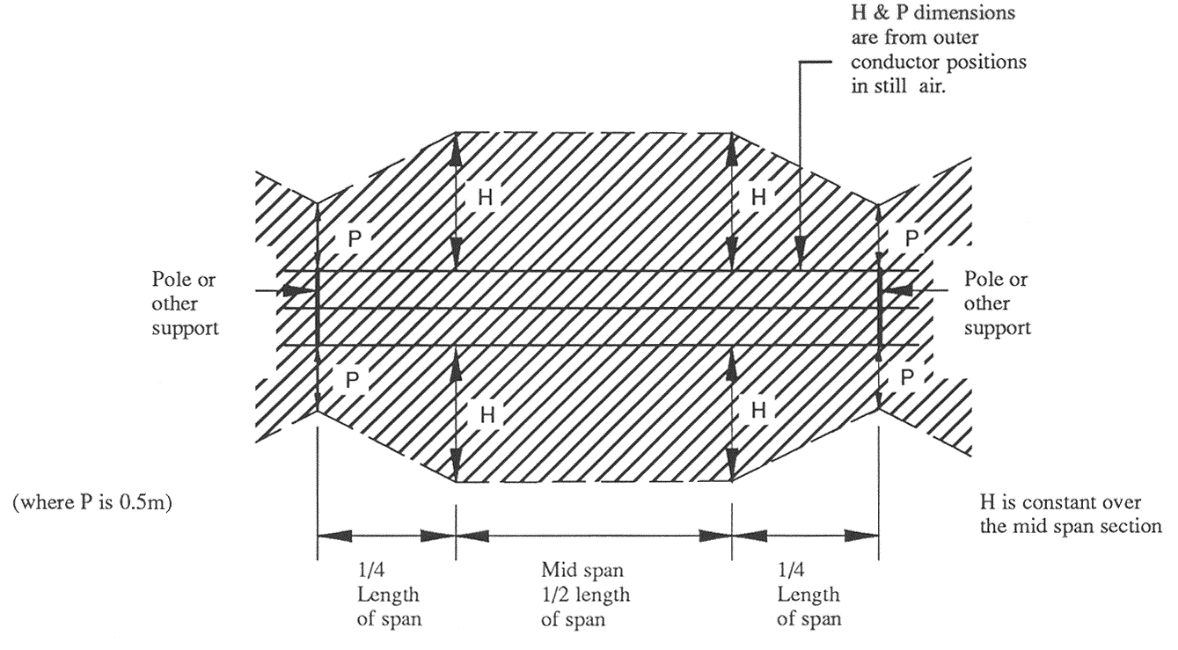 H & P dimensions
are from outer
conductor positions
in still air.
H
H
P
P
Pole or
other
support
Pole or
other
support
P
P
H
H
(where P is 0.5m)
H is constant over
the mid span section
1/4
Length
of span
Mid span
1/2 length
of span
1/4
Length
of span